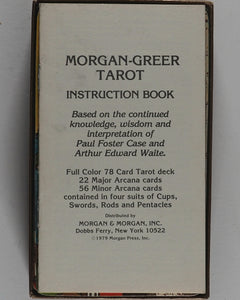 MORGAN-GREER
TAROT
INSTRUCTION BOOK
Based on the continued
knowledge, wisdom and
interpretation of
Paul Foster Case and
Arthur Edward Waite.
Full Color 78 Card Tarot deck
22 Major Arcana cards
56 Minor Arcana cards
contained in four suits of Cups,
Swords, Rods and Pentacles
Distributed by
MORGAN & MORGAN, INC.
Dobbs Ferry, New York 10522
©1979 Morgan Press, Inc.